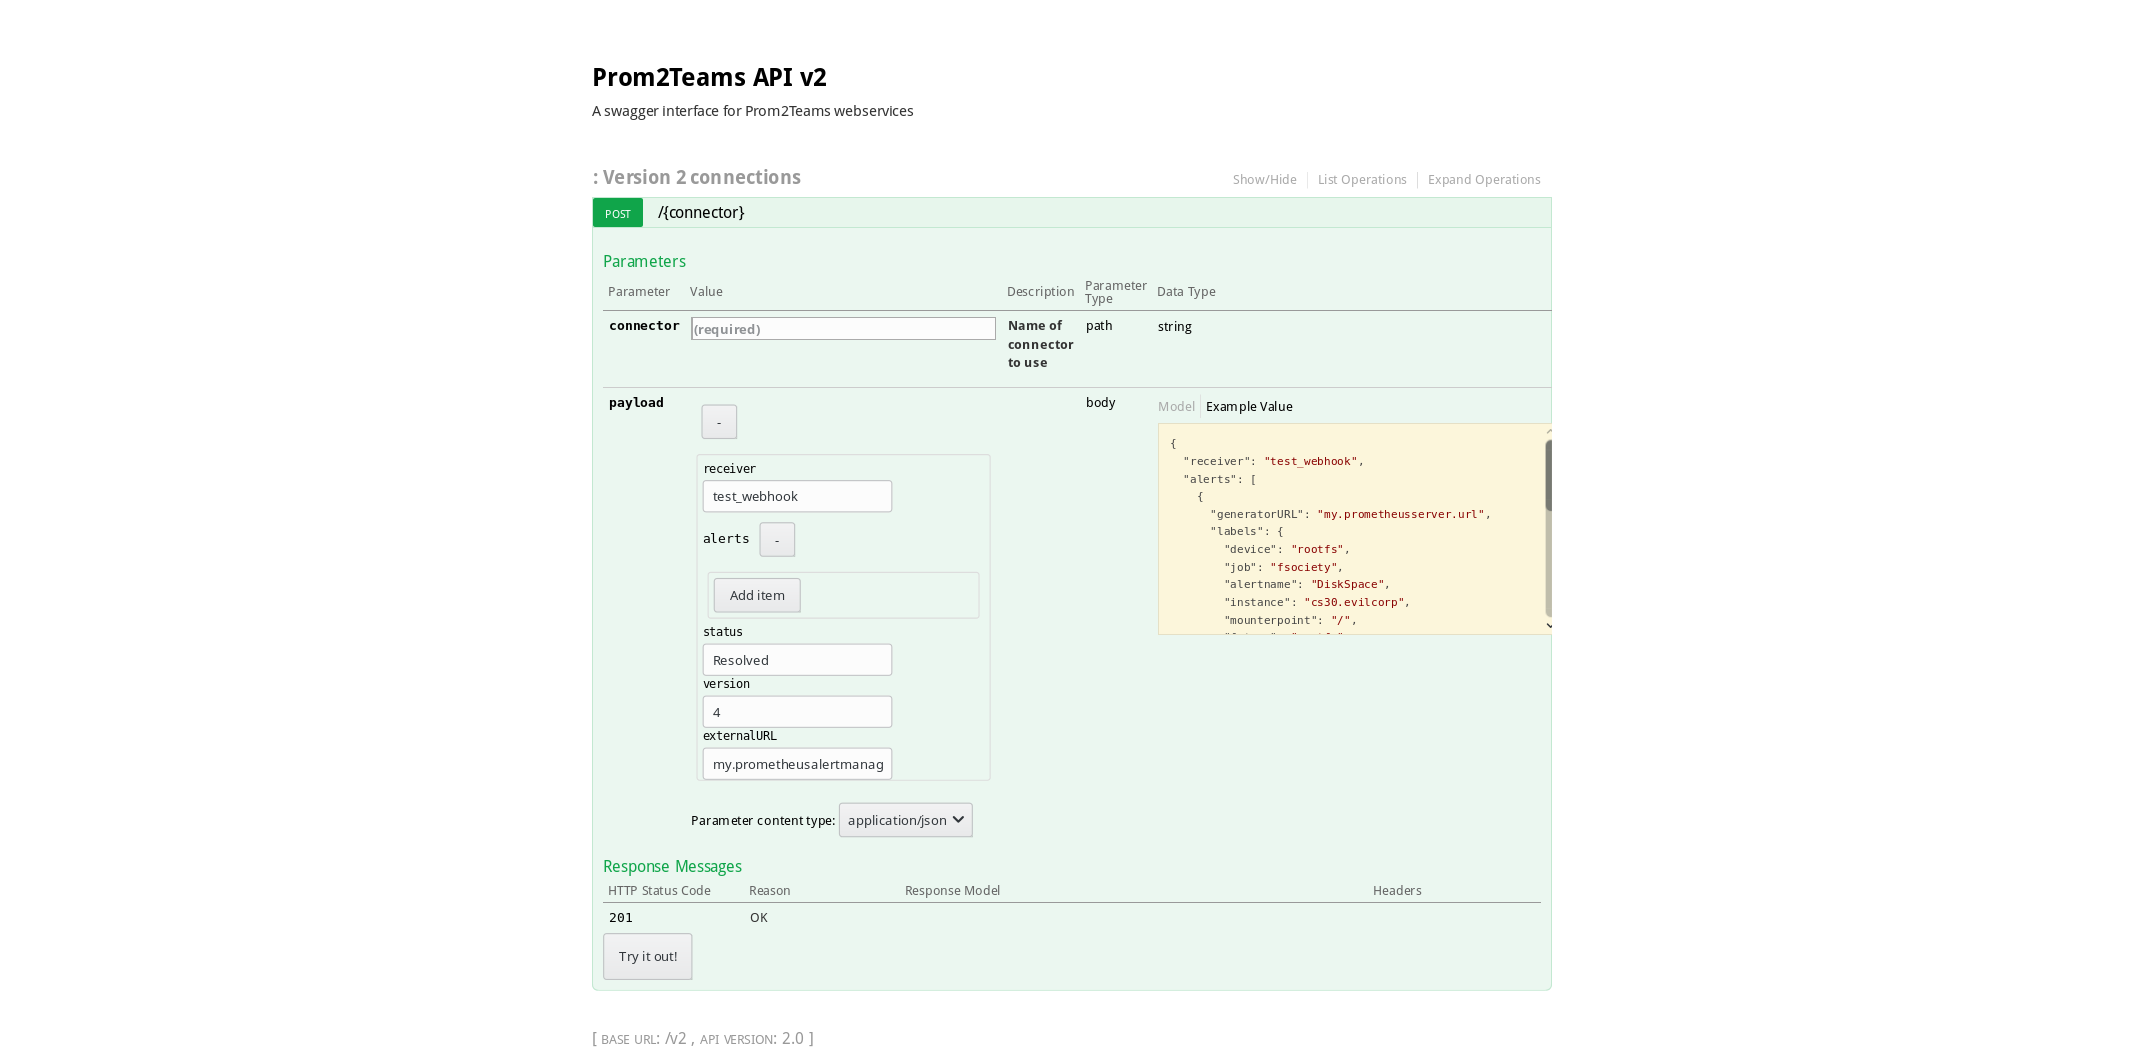 Prom2Teams API v2
A swagger interface for Prom2Teams webservices
: Version 2 connections
Show/Hide
List Operations
Expand Operations
POST
/{connector}
Parameters
Parameter Value Description Parameter Type Data Type
connector (required) Name of connector to use path string
payload
-
receiver
test_webhook
alerts -
Add item
status
Resolved
version
4
externalURL
my.prometheusalertmanag
Parameter content type: application/json
body
Model Example Value
{
"receiver": "test_webhook",
"alerts": [
{
"generatorURL": "my.prometheusserver.url",
"labels": {
"device": "rootfs",
"job": "fsociety",
"alertname": "DiskSpace",
"instance": "cs30.evilcorp",
"mountpoint": "/",
Response Messages
HTTP Status Code Reason Response Model Headers
201 OK
Try it out!
[ BASE URL: /v2 , API VERSION: 2.0 ]